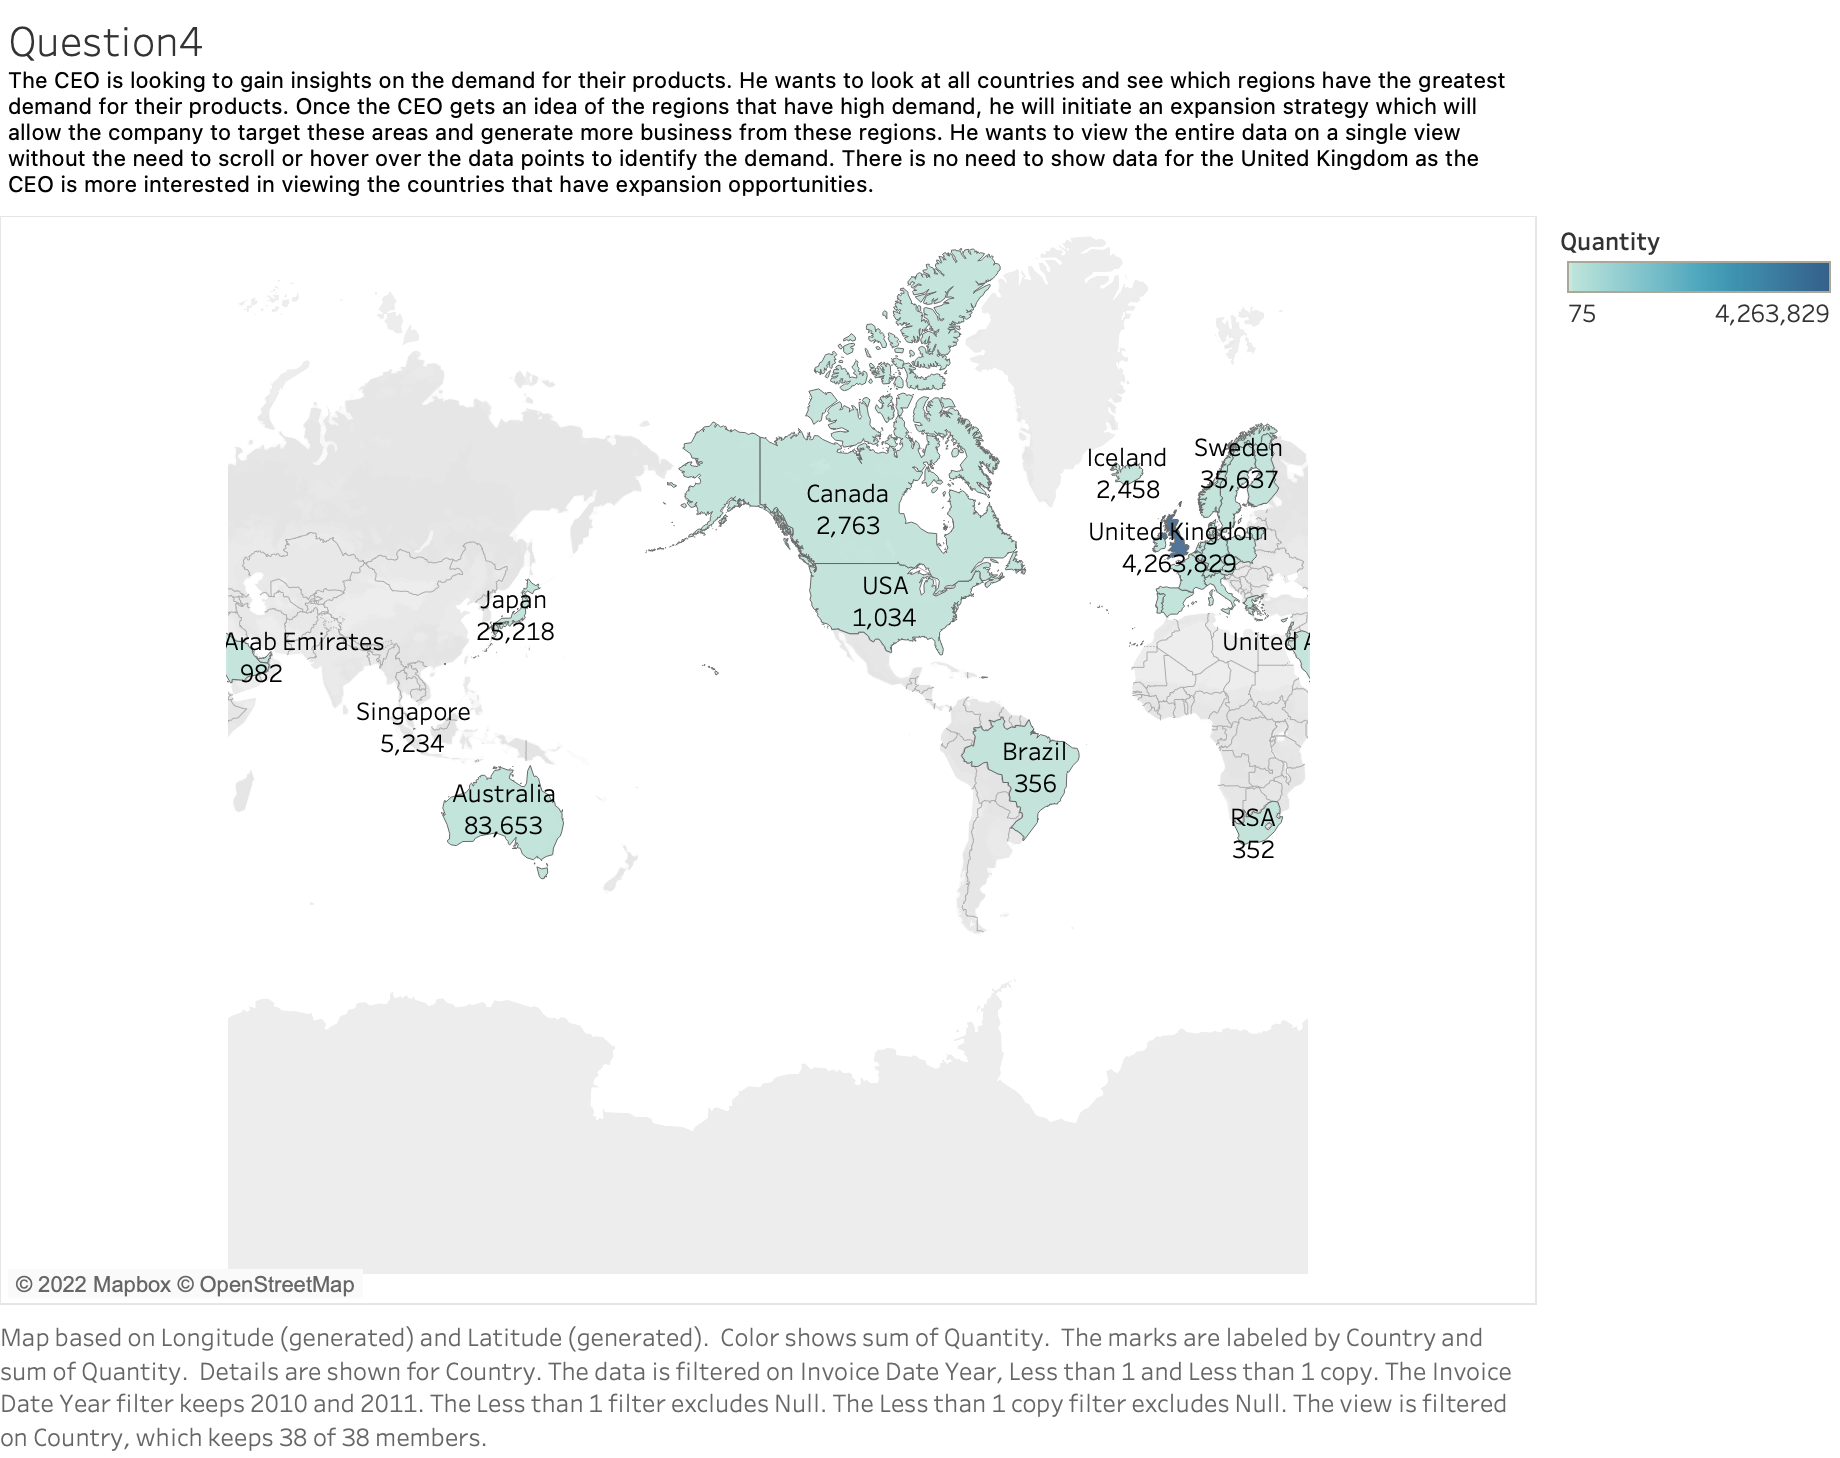 Question4
The CEO is looking to gain insights on the demand for their products. He wants to look at all countries and see which regions have the greatest
demand for their products. Once the CEO gets an idea of the regions that have high demand, he will initiate an expansion strategy which will
allow the company to target these areas and generate more business from these regions. He wants to view the entire data on a single view
without the need to scroll or hover over the data points to identify the demand. There is no need to show data for the United Kingdom as the
CEO is more interested in viewing the countries that have expansion opportunities.
Quantity
75 4,263,829
Iceland
2,458
Sweden
35,637
Canada
2,763
United Kingdom
4,263,829
USA
1,034
Japan
25,218
Arab Emirates
982
United A
Singapore
5,234
Brazil
356
Australia
83,653
RSA
352
© 2022 Mapbox © OpenStreetMap
Map based on Longitude (generated) and Latitude (generated).  Color shows sum of Quantity.  The marks are labeled by Country and
sum of Quantity.  Details are shown for Country. The data is filtered on Invoice Date Year, Less than 1 and Less than 1 copy. The Invoice
Date Year filter keeps 2010 and 2011. The Less than 1 filter excludes Null. The Less than 1 copy filter excludes Null. The view is filtered
on Country, which keeps 38 of 38 members.